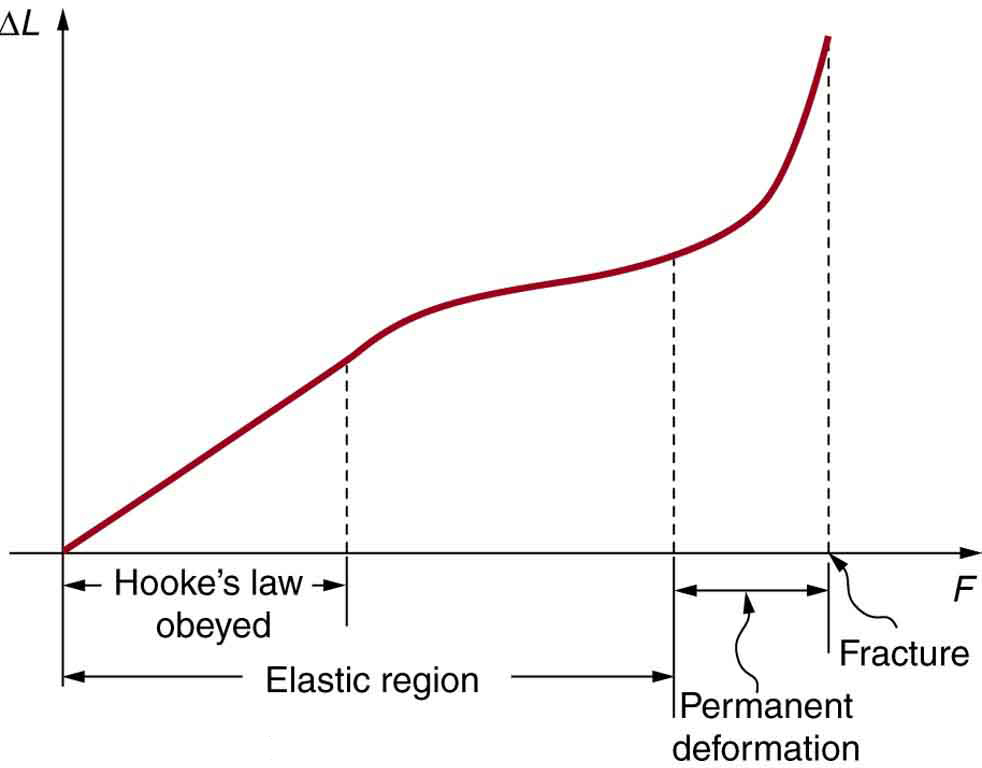 ΔL
Hooke’s law
obeyed
F
Fracture
Elastic region
Permanent
deformation